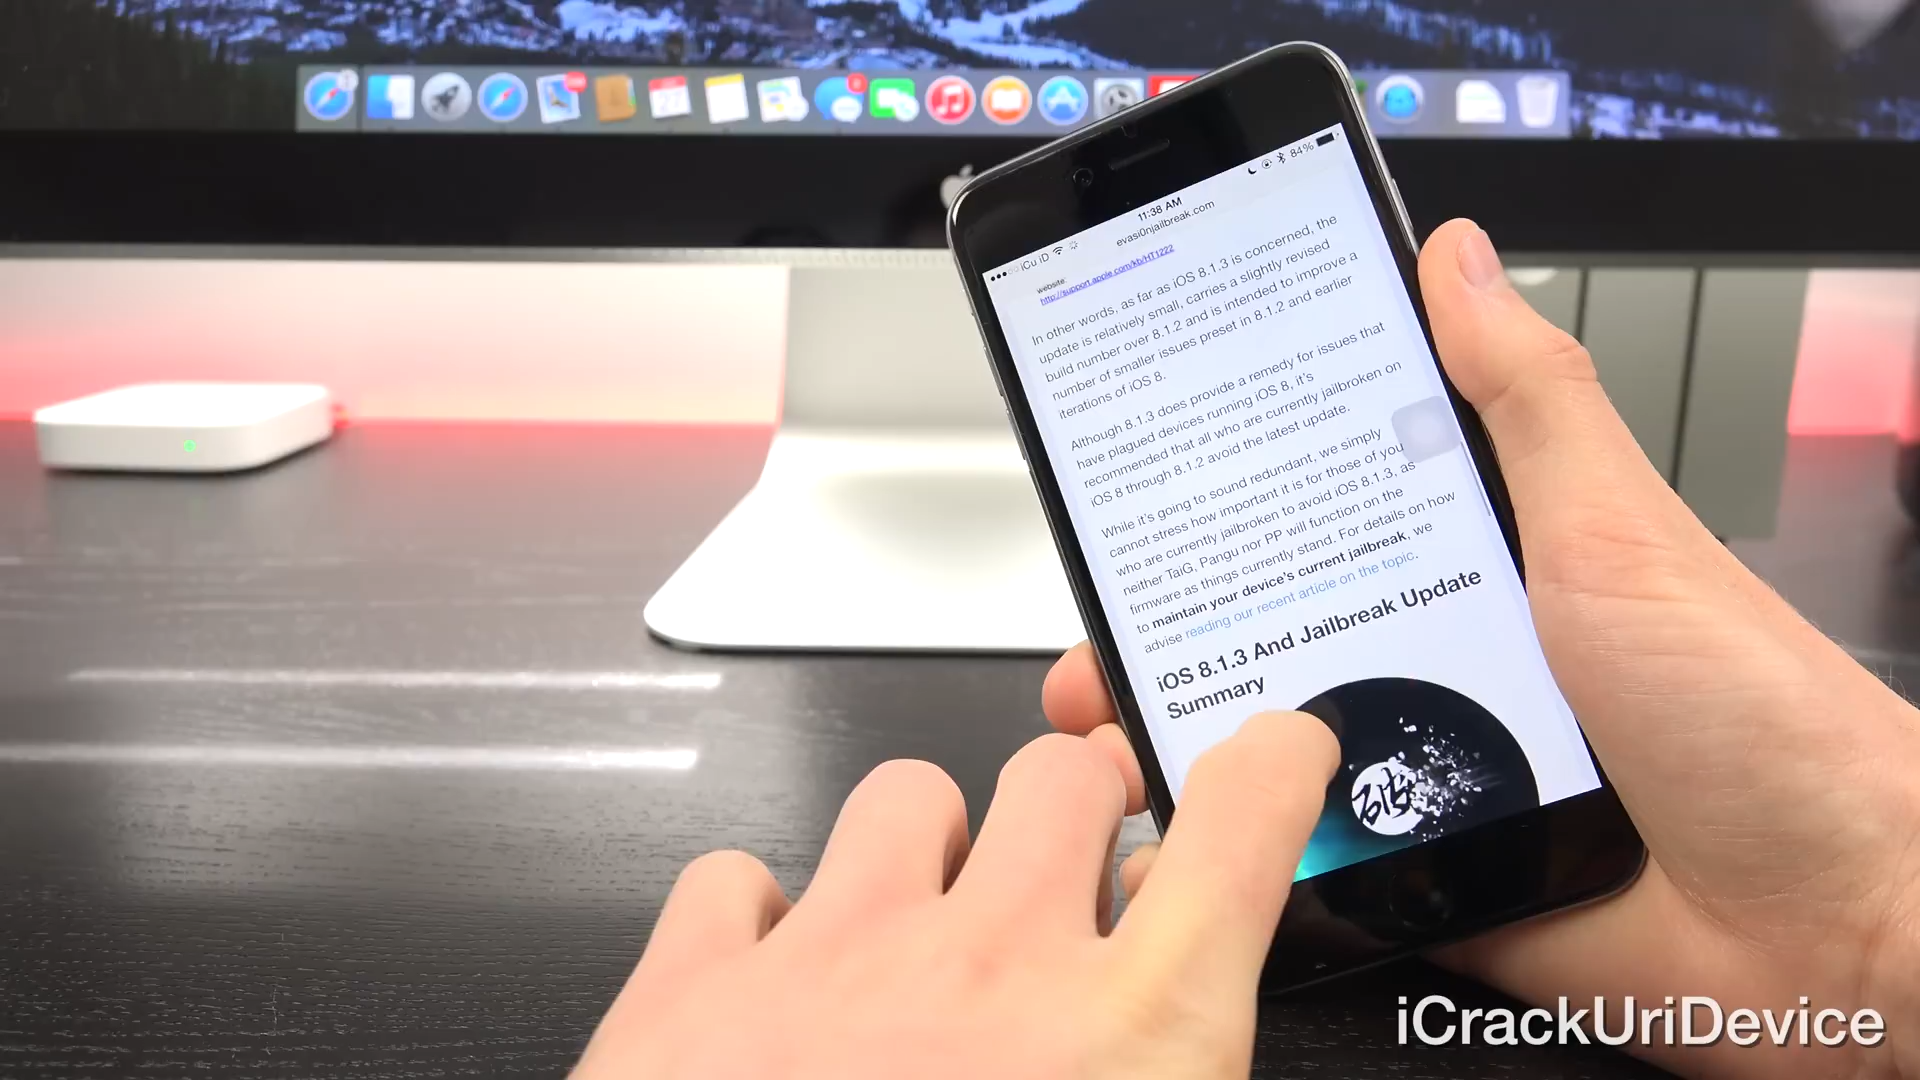 iCu iD
11:38 AM
84%
evasi0njailbreak.com
website:
http://support.apple.com/kb/HT1222
In other words, as far as iOS 8.1.3 is concerned, the
update is relatively small, carries a slightly revised
build number over 8.1.2 and is intended to improve a
number of smaller issues preset in 8.1.2 and earlier
iterations of iOS 8.
Although 8.1.3 does provide a remedy for issues that
have plagued devices running iOS 8, it's
recommended that all who are currently jailbroken on
iOS 8 through 8.1.2 avoid the latest update.
While it's going to sound redundant, we simply
cannot stress how important it is for those of you
who are currently jailbroken to avoid iOS 8.1.3, as
neither TaiG, Pangu nor PP will function on the
firmware as things currently stand. For details on how
to maintain your device's current jailbreak, we
advise reading our recent article on the topic.
iOS 8.1.3 And Jailbreak Update
Summary
iCrackUriDevice